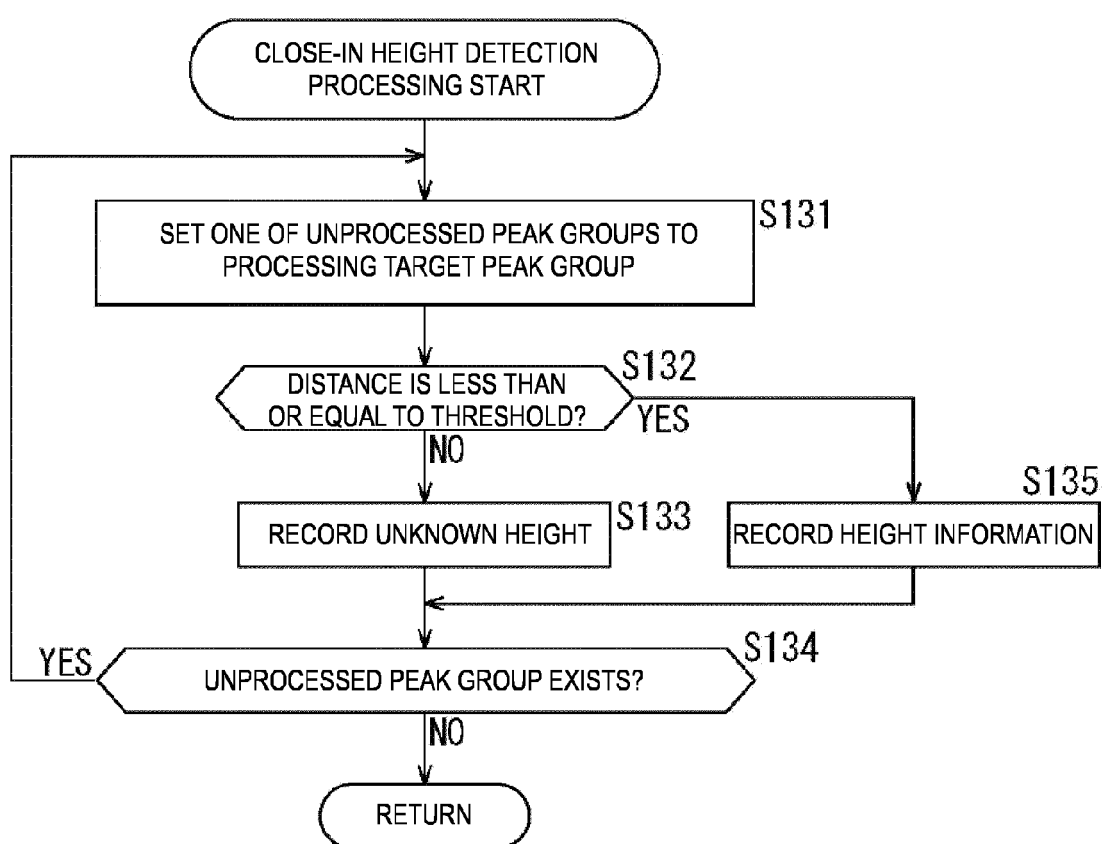 CLOSE-IN HEIGHT DETECTION
PROCESSING START
S131
SET ONE OF UNPROCESSED PEAK GROUPS TO
PROCESSING TARGET PEAK GROUP
S132
DISTANCE IS LESS THAN
OR EQUAL TO THRESHOLD?
YES
NO
S133
RECORD UNKNOWN HEIGHT
S135
RECORD HEIGHT INFORMATION
S134
YES
UNPROCESSED PEAK GROUP EXISTS?
NO
RETURN